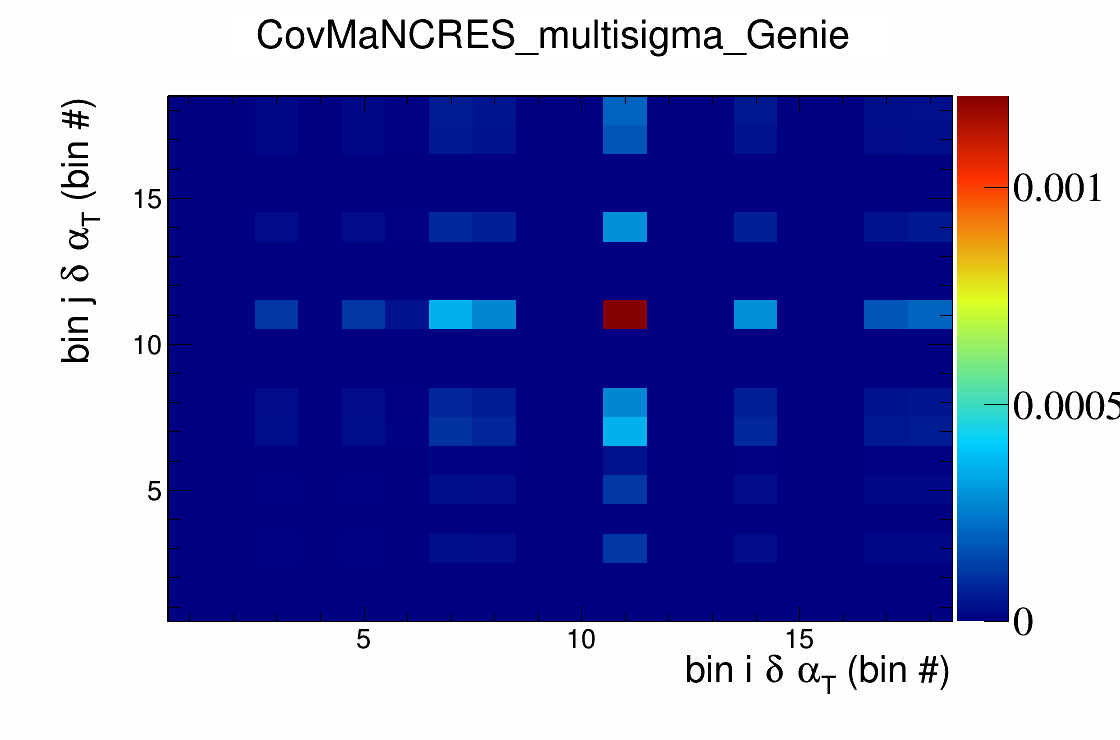 CovMaNCRES_multisigma_Genie
bin j δ α_T (bin #)
15
10
5
5 10 15
bin i δ α_T (bin #)
0.001
0.0005
0